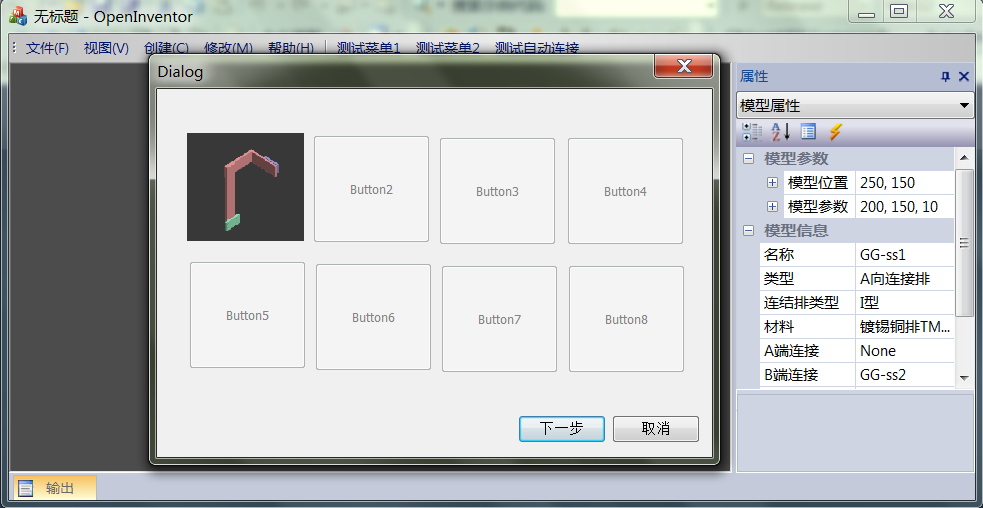 无标题 - OpenInventor
文件(F) 视图(V) 创建(C) 修改(M) 帮助(H) 测试菜单1 测试菜单2 测试自动连接
Dialog
Button2
Button3
Button4
Button5
Button6
Button7
Button8
下一步
取消
属性
模型属性
模型参数
模型位置 250, 150
模型参数 200, 150, 10
模型信息
名称 GG-ss1
类型 A向连接排
连结排类型 I型
材料 镀锡铜排TM...
A端连接 None
B端连接 GG-ss2
输出